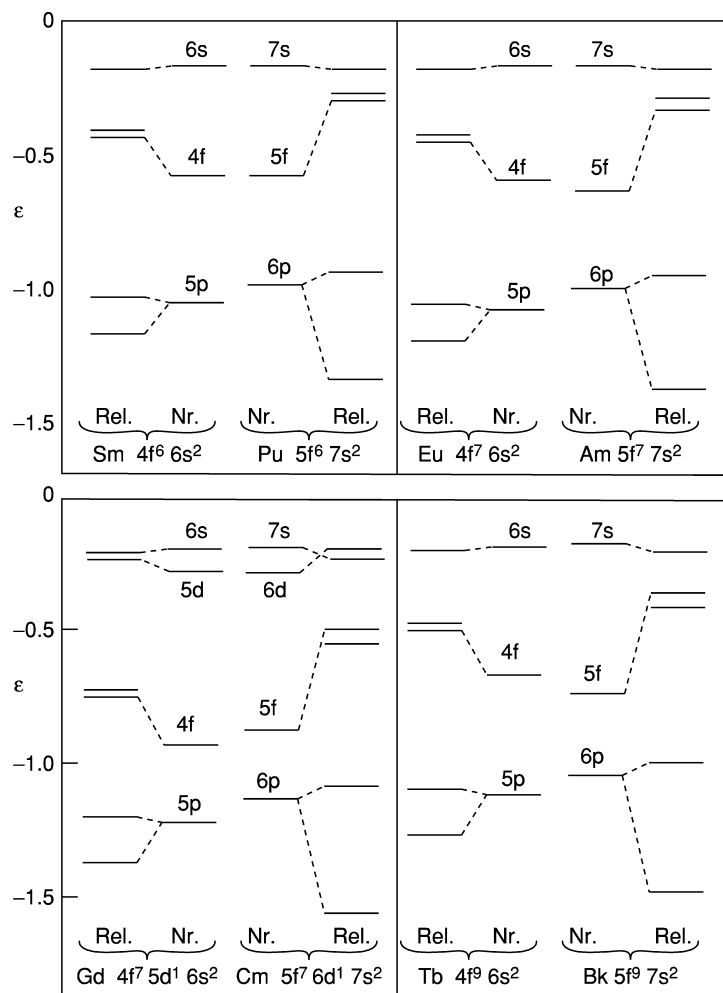 0
6s 7s 6s 7s
−0.5
4f 5f 4f 5f
ε
−1.0
5p 6p 5p 6p
−1.5
Rel. Nr. Nr. Rel. Rel. Nr. Nr. Rel.
Sm 4f⁶ 6s² Pu 5f⁶ 7s² Eu 4f⁷ 6s² Am 5f⁷ 7s²
0
6s 7s 6s 7s
5d 6d
−0.5
4f 5f 4f 5f
ε
−1.0
5p 6p 5p 6p
−1.5
Rel. Nr. Nr. Rel. Rel. Nr. Nr. Rel.
Gd 4f⁷ 5d¹ 6s² Cm 5f⁷ 6d¹ 7s² Tb 4f⁹ 6s² Bk 5f⁹ 7s²